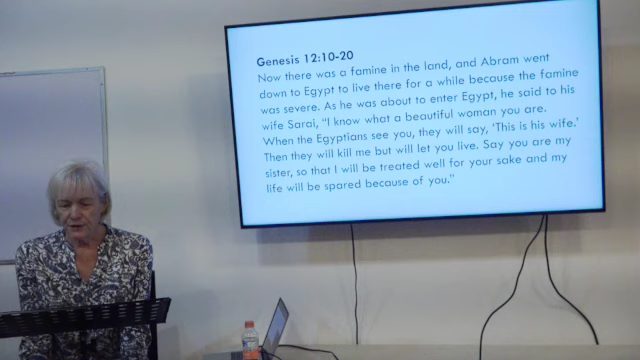 Genesis 12:10-20
Now there was a famine in the land, and Abram went
down to Egypt to live there for a while because the famine
was severe. As he was about to enter Egypt, he said to his
wife Sarai, “I know what a beautiful woman you are.
When the Egyptians see you, they will say, ‘This is his wife.’
Then they will kill me but will let you live. Say you are my
sister, so that I will be treated well for your sake and my
life will be spared because of you.”